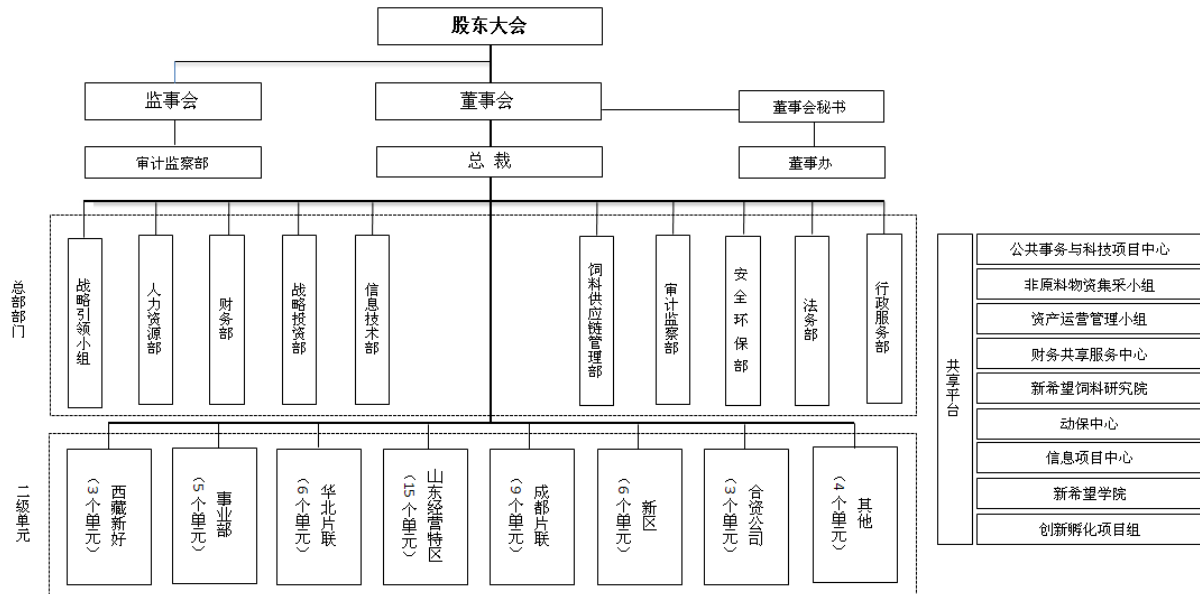 股东大会
监事会
董事会
董事会秘书
审计监察部
总 裁
董事办
总部部门
战略引领小组
人力资源部
财务部
战略投资部
信息技术部
饲料供应链管理部
审计监察部
安全环保部
法务部
行政服务部
二级单元
西藏新好
（3个单元）
事业部
（5个单元）
华北片联
（6个单元）
山东经营特区
（15个单元）
成都片联
（9个单元）
新区
（6个单元）
合资公司
（3个单元）
其他
（4个单元）
共享平台
公共事务与科技项目中心
非原料物资集采小组
资产运营管理小组
财务共享服务中心
新希望饲料研究院
动保中心
信息项目中心
新希望学院
创新孵化项目组